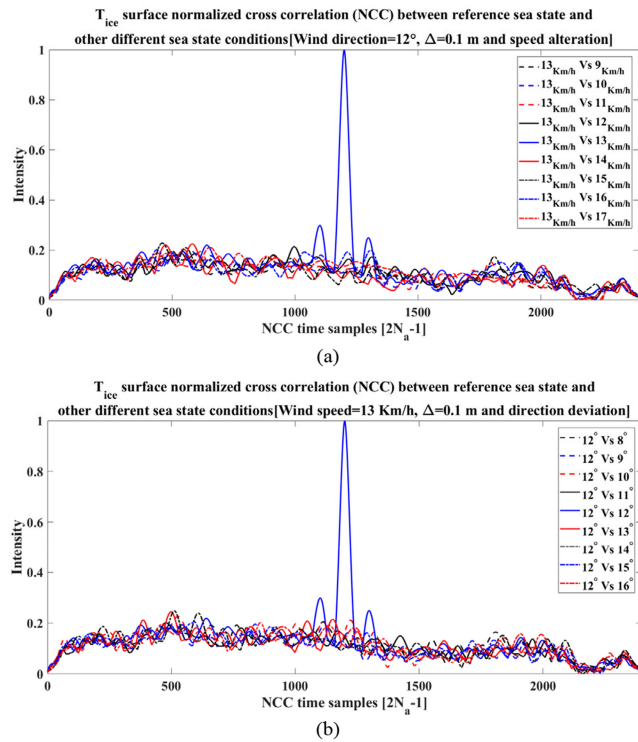 T_ice surface normalized cross correlation (NCC) between reference sea state and
other different sea state conditions[Wind direction=12°, Δ=0.1 m and speed alteration]
1
0.8
0.6
0.4
0.2
0
Intensity
13_Km/h Vs 9_Km/h
13_Km/h Vs 10_Km/h
13_Km/h Vs 11_Km/h
13_Km/h Vs 12_Km/h
13_Km/h Vs 13_Km/h
13_Km/h Vs 14_Km/h
13_Km/h Vs 15_Km/h
13_Km/h Vs 16_Km/h
13_Km/h Vs 17_Km/h
0 500 1000 1500 2000
NCC time samples [2N_a-1]
(a)
T_ice surface normalized cross correlation (NCC) between reference sea state and
other different sea state conditions[Wind speed=13 Km/h, Δ=0.1 m and direction deviation]
1
0.8
0.6
0.4
0.2
0
Intensity
12° Vs 8°
12° Vs 9°
12° Vs 10°
12° Vs 11°
12° Vs 12°
12° Vs 13°
12° Vs 14°
12° Vs 15°
12° Vs 16°
0 500 1000 1500 2000
NCC time samples [2N_a-1]
(b)